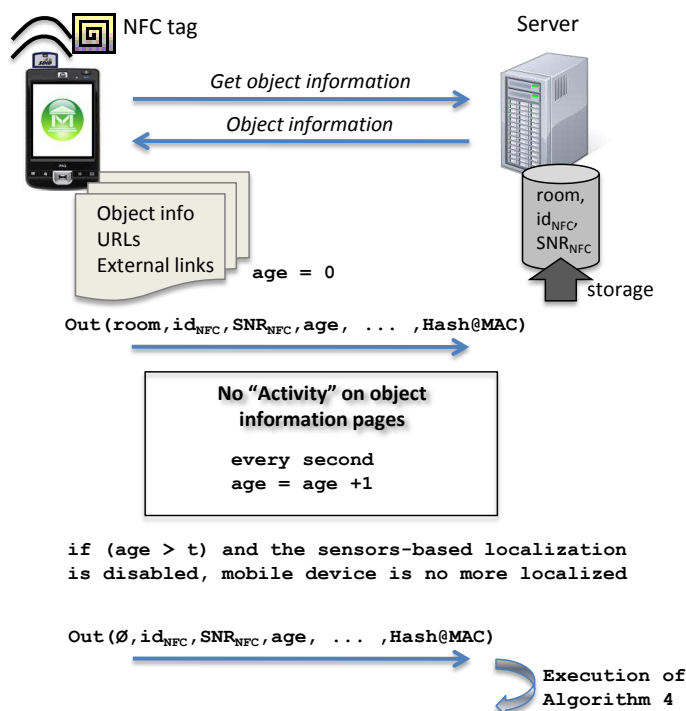 NFC tag
Server
Get object information
Object information
Object info
URLs
External links
age = 0
room,
idNFC,
SNRNFC
storage
Out(room,idNFC,SNRNFC,age, ... ,Hash@MAC)
No “Activity” on object
information pages
every second
age = age +1
if (age > t) and the sensors-based localization
is disabled, mobile device is no more localized
Out(Ø,idNFC,SNRNFC,age, ... ,Hash@MAC)
Execution of
Algorithm 4